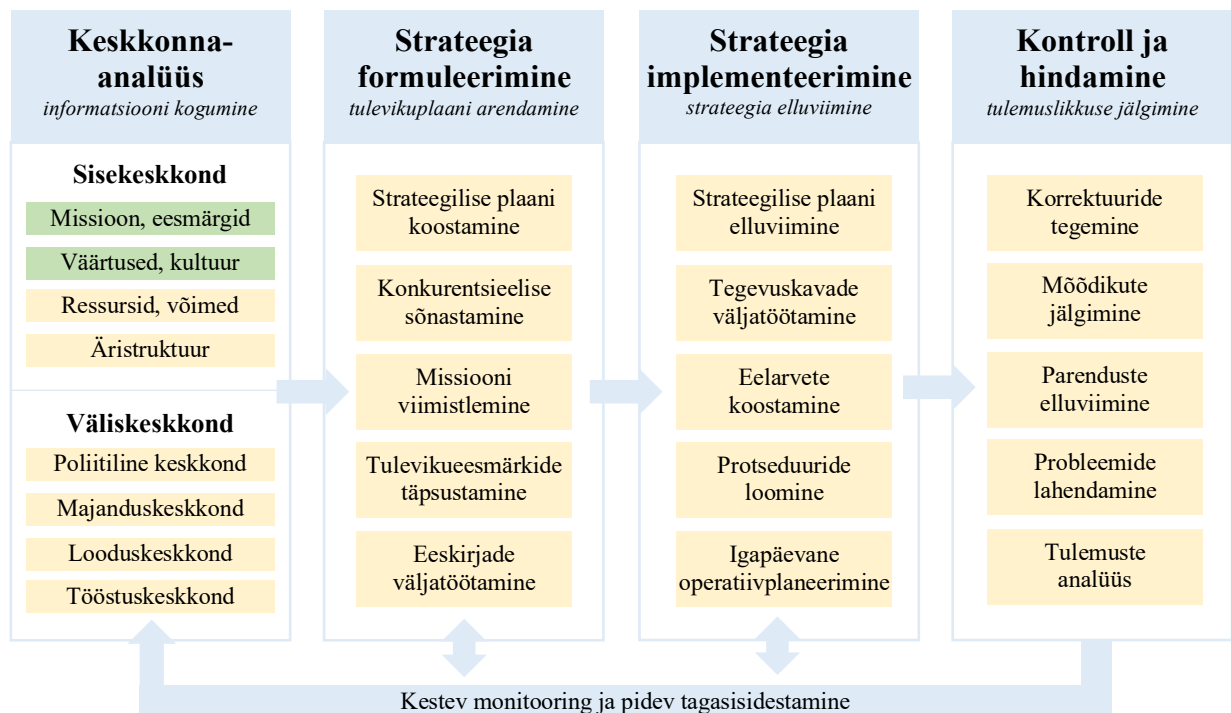 Keskkonna-
analüüs
informatsiooni kogumine
Sisekeskkond
Missioon, eesmärgid
Väärtused, kultuur
Ressursid, võimed
Äristruktuur
Väliskeskkond
Poliitiline keskkond
Majanduskeskkond
Looduskeskkond
Tööstuskeskkond
Strateegia
formuleerimine
tulevikuplaani arendamine
Strateegilise plaani
koostamine
Konkurentsieelise
sõnastamine
Missiooni
viimistlemine
Tulevikueesmärkide
täpsustamine
Eeskirjade
väljatöötamine
Strateegia
implementeerimine
strateegia elluviimine
Strateegilise plaani
elluviimine
Tegevuskavade
väljatöötamine
Eelarvete
koostamine
Protseduuride
loomine
Igapäevane
operatiivplaneerimine
Kontroll ja
hindamine
tulemuslikkuse jälgimine
Korrektuuride
tegemine
Mõõdikute
jälgimine
Parenduste
elluviimine
Probleemide
lahendamine
Tulemuste
analüüs
Kestev monitooring ja pidev tagasisidestamine